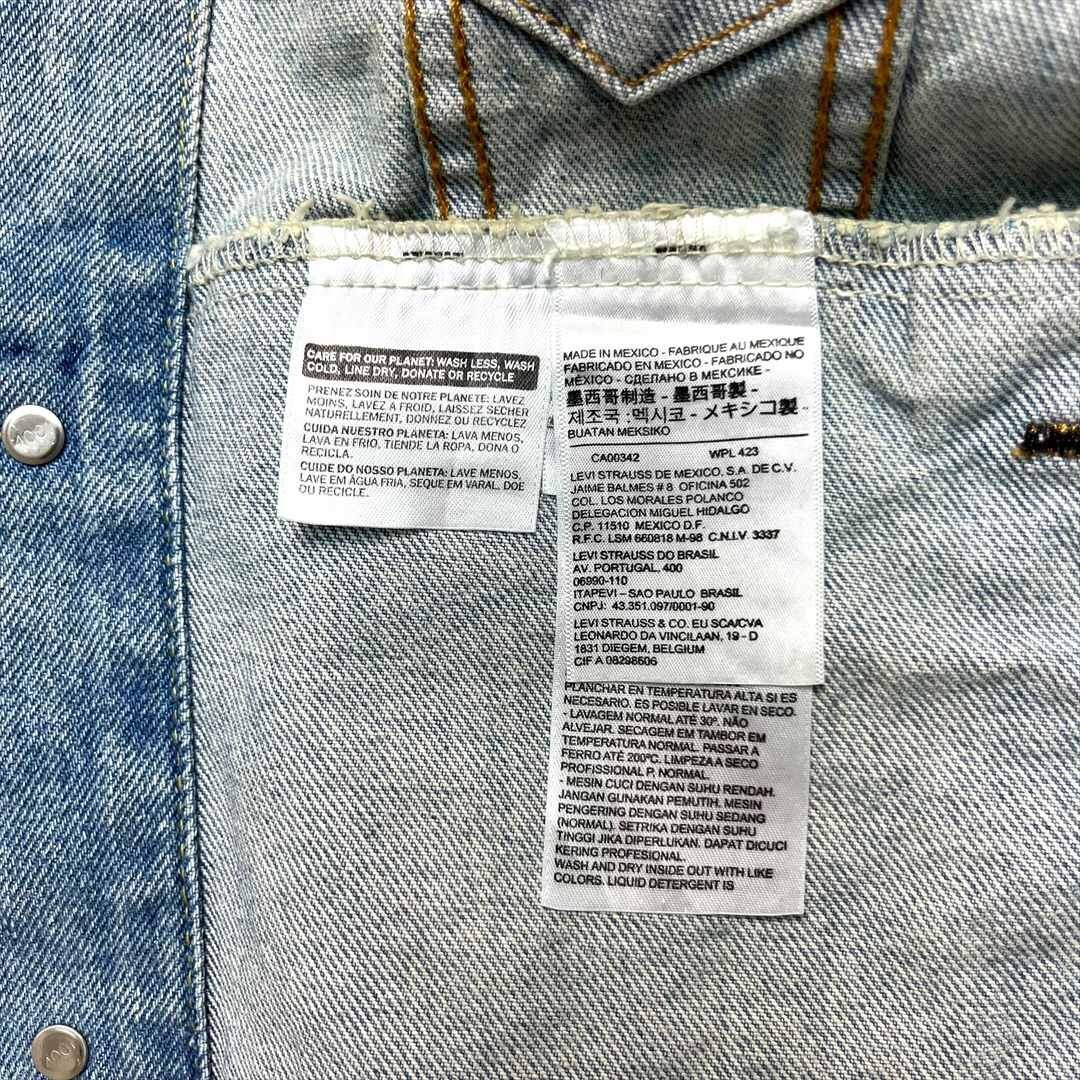 CARE FOR OUR PLANET: WASH LESS, WASH
COLD, LINE DRY, DONATE OR RECYCLE
PRENEZ SOIN DE NOTRE PLANETE: LAVEZ
MOINS, LAVEZ A FROID, LAISSEZ SECHER
NATURELLEMENT, DONNEZ OU RECYCLEZ
CUIDA NUESTRO PLANETA: LAVA MENOS,
LAVA EN FRIO, TIENDE LA ROPA, DONA O
RECICLA.
CUIDE DO NOSSO PLANETA: LAVE MENOS,
LAVE EM ÁGUA FRIA, SEQUE EM VARAL, DOE
OU RECICLE.
MADE IN MEXICO - FABRIQUE AU MEXIQUE
FABRICADO EN MEXICO - FABRICADO NO
MÉXICO - СДЕЛАНО В МЕКСИКЕ -
墨西哥制造 - 墨西哥製 -
제조국 :멕시코 - メキシコ製 -
BUATAN MEKSIKO
CA00342 WPL 423
LEVI STRAUSS DE MEXICO, S.A. DE C.V.
JAIME BALMES # 8 OFICINA 502
COL. LOS MORALES POLANCO
DELEGACION MIGUEL HIDALGO
C.P. 11510 MEXICO D.F.
R.F.C. LSM 660818 M-98 C.N.I.V. 3337
LEVI STRAUSS DO BRASIL
AV. PORTUGAL, 400
06990-110
ITAPEVI – SAO PAULO BRASIL
CNPJ: 43.351.097/0001-90
LEVI STRAUSS & CO. EU SCA/CVA
LEONARDO DA VINCILAAN, 19 - D
1831 DIEGEM, BELGIUM
CIF A 08298606
PLANCHAR EN TEMPERATURA ALTA SI ES
NECESARIO. ES POSIBLE LAVAR EN SECO.
- LAVAGEM NORMAL ATÉ 30º. NÃO
ALVEJAR. SECAGEM EM TAMBOR EM
TEMPERATURA NORMAL. PASSAR A
FERRO ATÉ 200ºC. LIMPEZA A SECO
PROFISSIONAL P. NORMAL.
- MESIN CUCI DENGAN SUHU RENDAH.
JANGAN GUNAKAN PEMUTIH. MESIN
PENGERING DENGAN SUHU SEDANG
(NORMAL). SETRIKA DENGAN SUHU
TINGGI JIKA DIPERLUKAN. DAPAT DICUCI
KERING PROFESIONAL.
WASH AND DRY INSIDE OUT WITH LIKE
COLORS. LIQUID DETERGENT IS